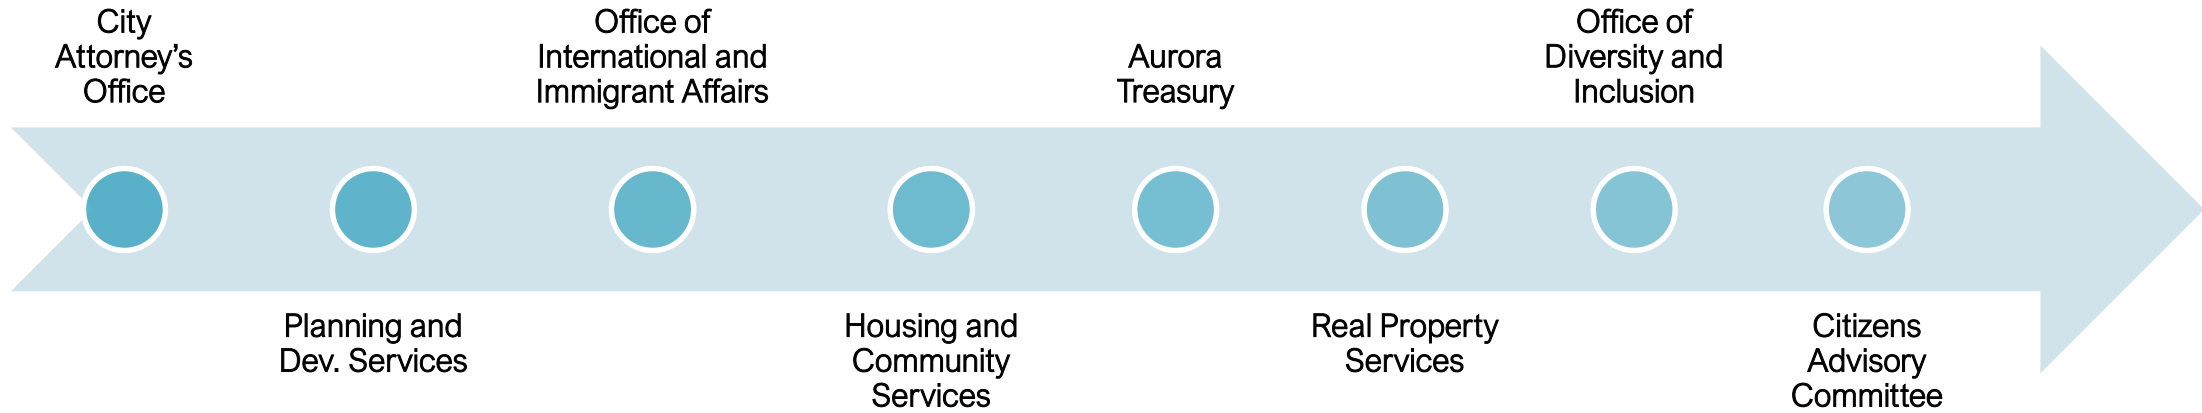 City
Attorney’s
Office
Planning and
Dev. Services
Office of
International and
Immigrant Affairs
Housing and
Community
Services
Aurora
Treasury
Real Property
Services
Office of
Diversity and
Inclusion
Citizens
Advisory
Committee